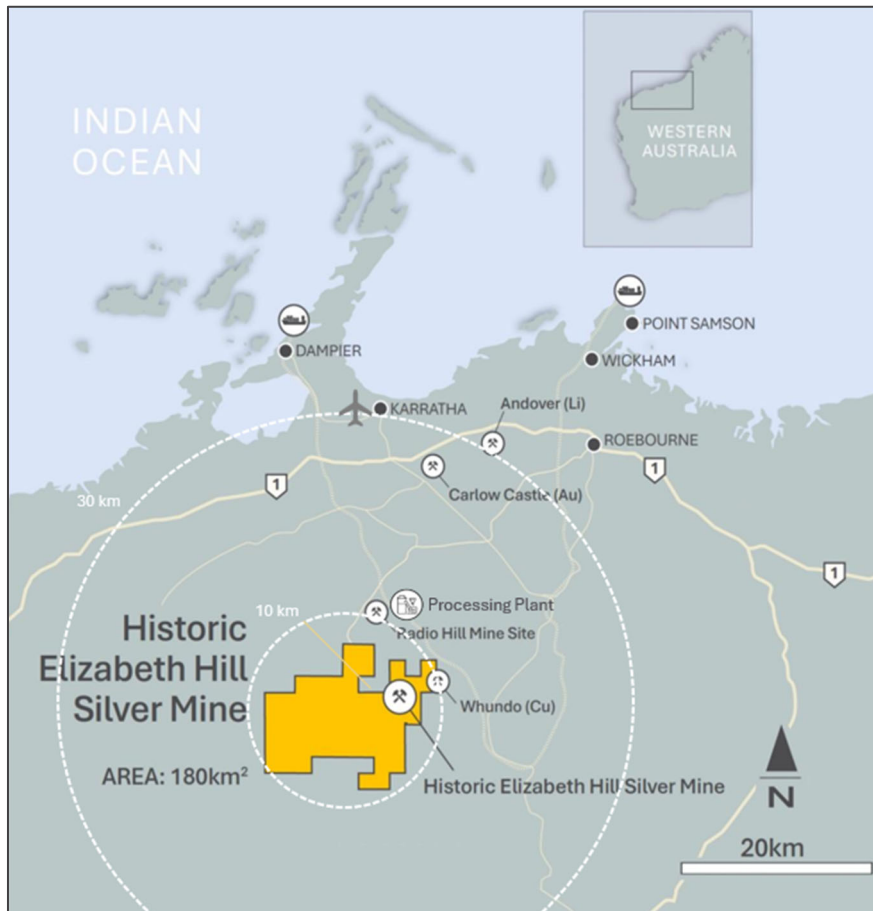 INDIAN
OCEAN
WESTERN
AUSTRALIA
POINT SAMSON
DAMPIER
WICKHAM
KARRATHA
Andover (Li)
ROEBOURNE
1
1
Carlow Castle (Au)
30 km
1
Processing Plant
10 km
Radio Hill Mine Site
Historic
Elizabeth Hill
Silver Mine
Whundo (Cu)
AREA: 180km²
Historic Elizabeth Hill Silver Mine
N
20km